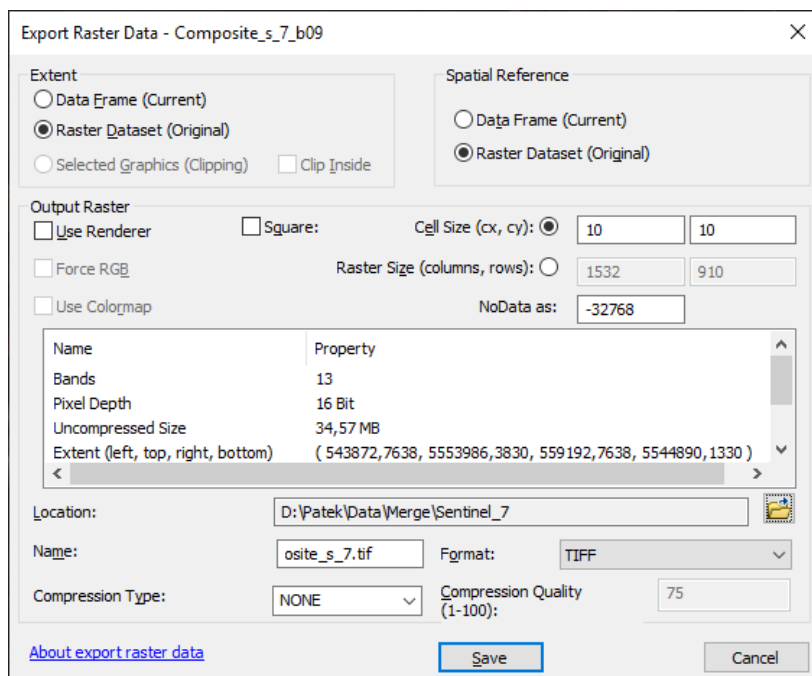 Export Raster Data - Composite_s_7_b09
Extent
Data Frame (Current)
Raster Dataset (Original)
Selected Graphics (Clipping) Clip Inside
Spatial Reference
Data Frame (Current)
Raster Dataset (Original)
Output Raster
Use Renderer Square: Cell Size (cx, cy): 10 10
Force RGB Raster Size (columns, rows): 1532 910
Use Colormap NoData as: -32768
Name Property
Bands 13
Pixel Depth 16 Bit
Uncompressed Size 34,57 MB
Extent (left, top, right, bottom) ( 543872,7638, 5553986,3830, 559192,7638, 5544890,1330 )
Location: D:\Patek\Data\Merge\Sentinel_7
Name: osite_s_7.tif Format: TIFF
Compression Type: NONE Compression Quality (1-100): 75
About export raster data Save Cancel